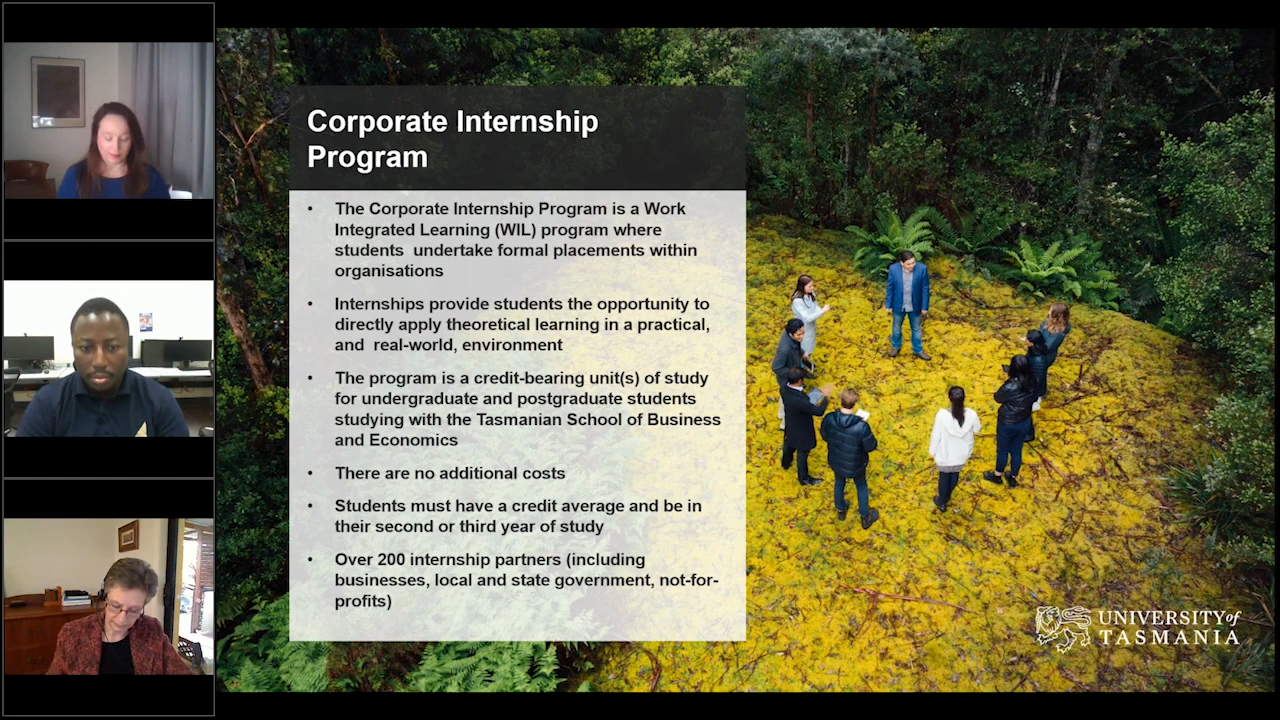 Corporate Internship
Program
• The Corporate Internship Program is a Work
Integrated Learning (WIL) program where
students undertake formal placements within
organisations
• Internships provide students the opportunity to
directly apply theoretical learning in a practical,
and real-world, environment
• The program is a credit-bearing unit(s) of study
for undergraduate and postgraduate students
studying with the Tasmanian School of Business
and Economics
• There are no additional costs
• Students must have a credit average and be in
their second or third year of study
• Over 200 internship partners (including
businesses, local and state government, not-for-
profits)
UNIVERSITY of
TASMANIA